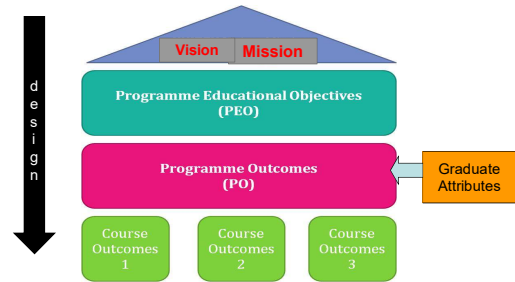 Vision Mission
design
Programme Educational Objectives
(PEO)
Programme Outcomes
(PO)
Graduate
Attributes
Course
Outcomes
1
Course
Outcomes
2
Course
Outcomes
3